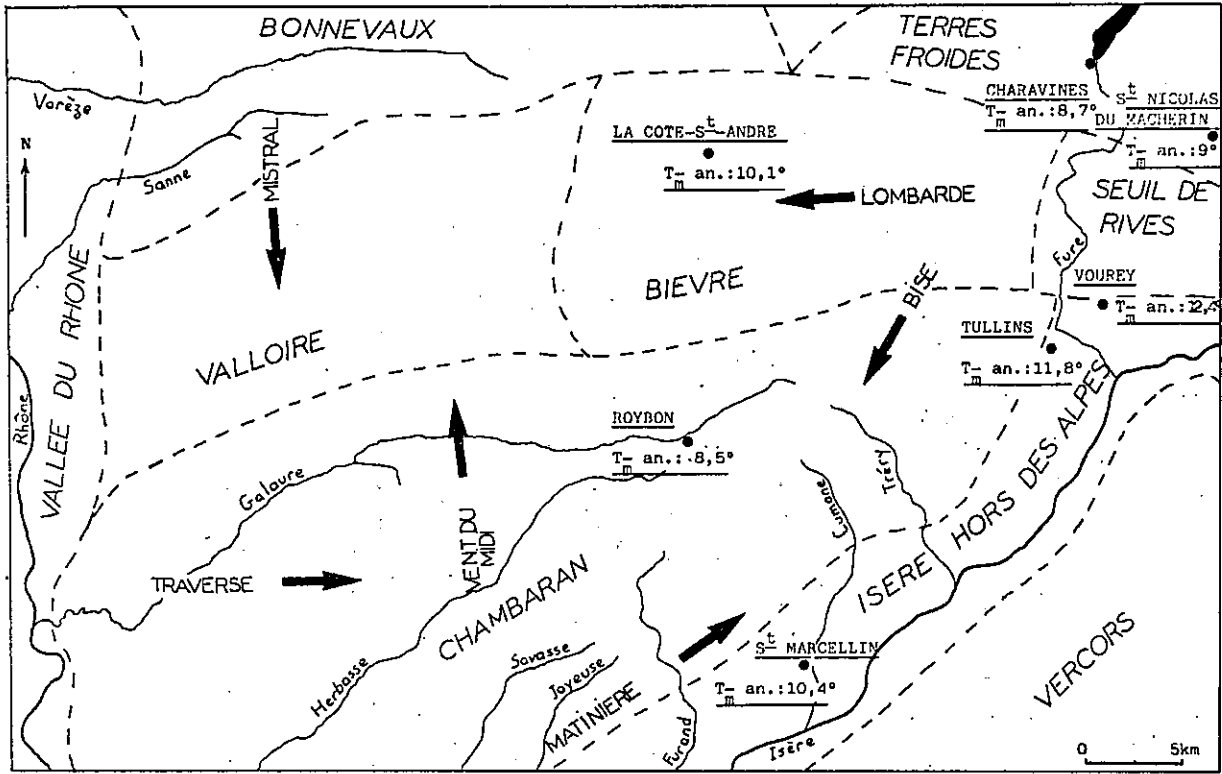 BONNEVAUX
TERRES
FROIDES
Varèze
CHARAVINES
T m an.:8,7°
St NICOLAS
DU MACHERIN
T m an.:9°
LA COTE-St-ANDRE
T m an.:10,1°
N
MISTRAL
Sanne
LOMBARDE
SEUIL DE
RIVES
Fure
VALLEE DU RHONE
BIEVRE
BISE
VOUREY
T m an.:12,4°
TULLINS
T m an.:11,8°
VALLOIRE
Rhône
ROYBON
T m an.:8,5°
Galaure
Cumane
Tréry
ISERE HORS DES ALPES
VENT DU
MIDI
TRAVERSE
CHAMBARAN
Herbasse
Savasse
Joyeuse
MATINIERE
Furand
St MARCELLIN
T m an.:10,4°
Isère
VERCORS
0 5km